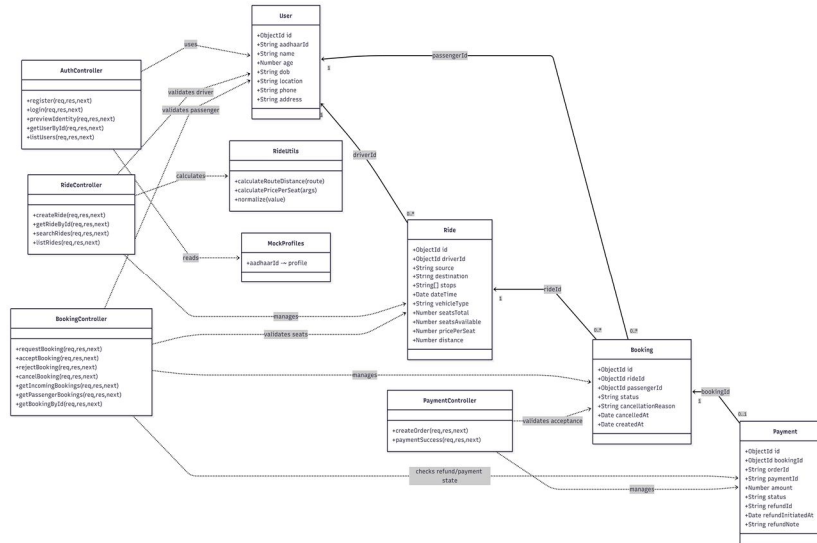 User
+ObjectId id
+String aadhaarId
+String name
+Number age
+String dob
+String location
+String phone
+String address
AuthController
+register(req,res,next)
+login(req,res,next)
+previewIdentity(req,res,next)
+getUserById(req,res,next)
+listUsers(req,res,next)
uses
passengerId
1
validates driver
validates passenger
RideUtils
+calculateRouteDistance(route)
+calculatePricePerSeat(args)
+normalize(value)
driverId
1
RideController
+createRide(req,res,next)
+getRideById(req,res,next)
+searchRides(req,res,next)
+listRides(req,res,next)
calculates
MockProfiles
+aadhaarId → profile
reads
0..*
Ride
+ObjectId id
+ObjectId driverId
+String source
+String destination
+String[] stops
+Date dateTime
+String vehicleType
+Number seatsTotal
+Number seatsAvailable
+Number pricePerSeat
+Number distance
rideId
1
BookingController
+requestBooking(req,res,next)
+acceptBooking(req,res,next)
+rejectBooking(req,res,next)
+cancelBooking(req,res,next)
+getIncomingBookings(req,res,next)
+getPassengerBookings(req,res,next)
+getBookingById(req,res,next)
manages
validates seats
manages
0..*
0..*
Booking
+ObjectId id
+ObjectId rideId
+ObjectId passengerId
+String status
+String cancellationReason
+Date cancelledAt
+Date createdAt
PaymentController
+createOrder(req,res,next)
+paymentSuccess(req,res,next)
validates acceptance
bookingId
1
0..1
Payment
+ObjectId id
+ObjectId bookingId
+String orderId
+String paymentId
+Number amount
+String status
+String refundId
+Date refundInitiatedAt
+String refundNote
checks refund/payment
state
manages